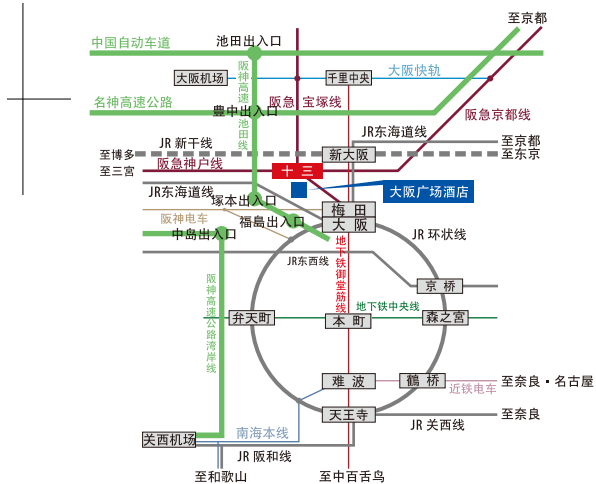 至京都
池田出入口
中国自动车道
大阪机场
千里中央
大阪快轨
阪神高速池田线
名神高速公路
阪急 宝塚线
豊中出入口
阪急京都线
JR东海道线
JR 新干线
至京都
至博多
新大阪
至东京
阪急神户线
至三宫
十三
JR东海道线
大阪广场酒店
塚本出入口
梅田
阪神电车
福島出入口
大阪
中岛出入口
JR 环状线
地下铁御堂筋线
JR东西线
阪神高速公路湾岸线
京桥
地下铁中央线
弁天町
本町
森之宮
难波
鶴桥
至奈良・名古屋
近铁电车
天王寺
至奈良
JR 关西线
南海本线
关西机场
JR 阪和线
至和歌山
至中百舌鸟